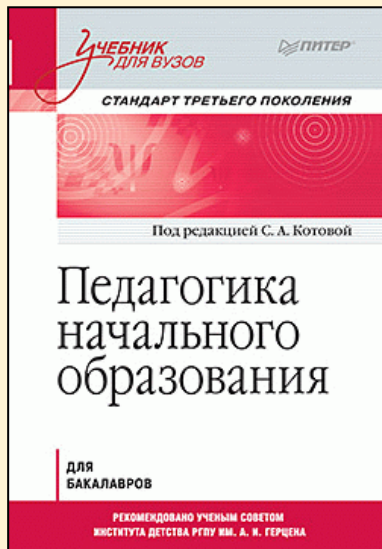 УЧЕБНИК
ДЛЯ ВУЗОВ
ПИТЕР®
СТАНДАРТ ТРЕТЬЕГО ПОКОЛЕНИЯ
Под редакцией С. А. Котовой
Педагогика
начального
образования
ДЛЯ
БАКАЛАВРОВ
РЕКОМЕНДОВАНО УЧЕНЫМ СОВЕТОМ
ИНСТИТУТА ДЕТСТВА РГПУ ИМ. А. И. ГЕРЦЕНА